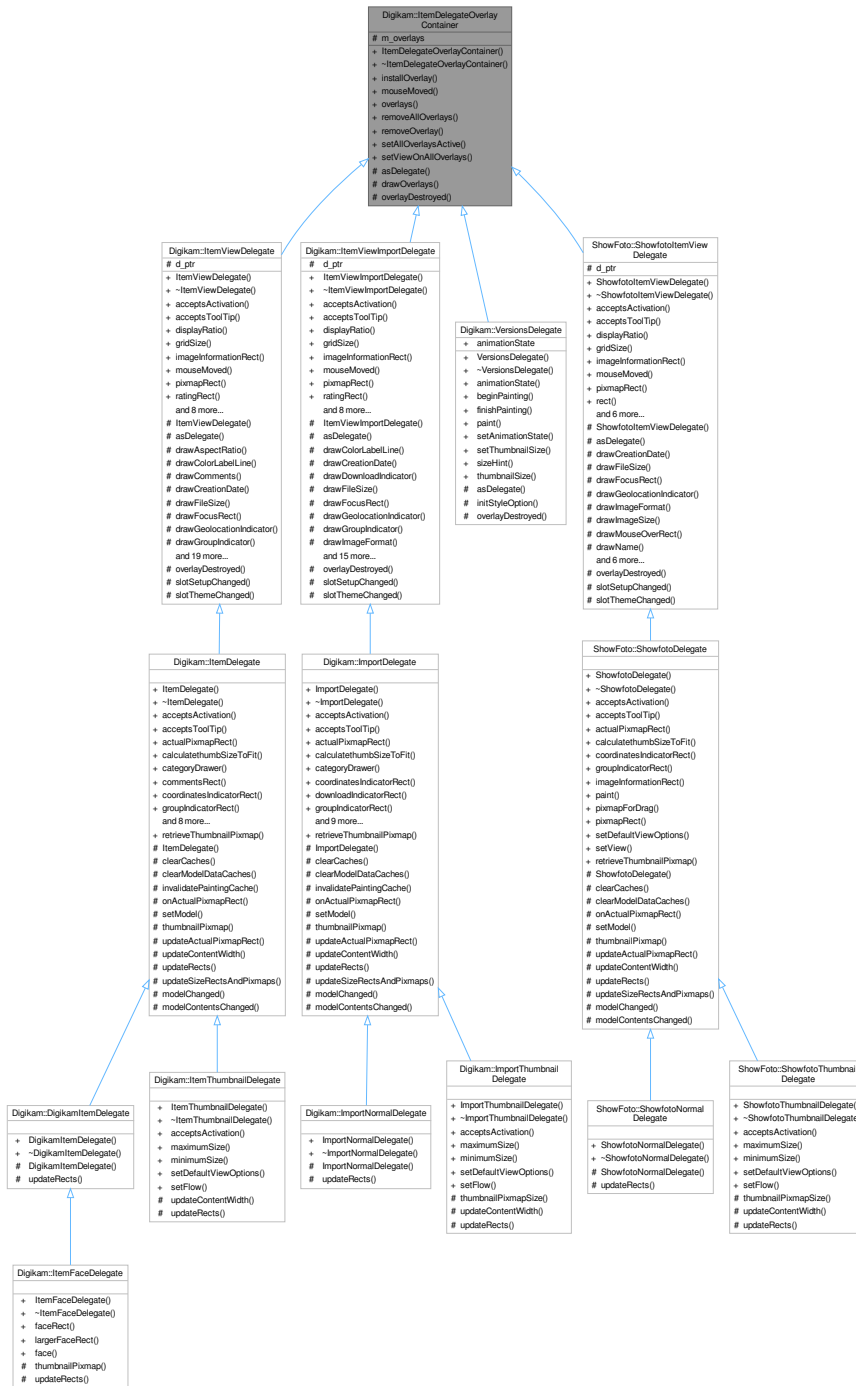 Digikam::ItemDelegateOverlay
Container
# m_overlays
+ ItemDelegateOverlayContainer()
+ ~ItemDelegateOverlayContainer()
+ installOverlay()
+ mouseMoved()
+ overlays()
+ removeAllOverlays()
+ removeOverlay()
+ setAllOverlaysActive()
+ setViewOnAllOverlays()
# asDelegate()
# drawOverlays()
# overlayDestroyed()
Digikam::ItemViewDelegate
# d_ptr
+ ItemViewDelegate()
+ ~ItemViewDelegate()
+ acceptsActivation()
+ acceptsToolTip()
+ displayRatio()
+ gridSize()
+ imageInformationRect()
+ mouseMoved()
+ pixmapRect()
+ ratingRect()
and 8 more...
# ItemViewDelegate()
# asDelegate()
# drawAspectRatio()
# drawColorLabelLine()
# drawComments()
# drawCreationDate()
# drawFileSize()
# drawFocusRect()
# drawGeolocationIndicator()
# drawGroupIndicator()
and 19 more...
# overlayDestroyed()
# slotSetupChanged()
# slotThemeChanged()
Digikam::ItemViewImportDelegate
# d_ptr
+ ItemViewImportDelegate()
+ ~ItemViewImportDelegate()
+ acceptsActivation()
+ acceptsToolTip()
+ displayRatio()
+ gridSize()
+ imageInformationRect()
+ mouseMoved()
+ pixmapRect()
+ ratingRect()
and 8 more...
# ItemViewImportDelegate()
# asDelegate()
# drawColorLabelLine()
# drawCreationDate()
# drawDownloadIndicator()
# drawFileSize()
# drawFocusRect()
# drawGeolocationIndicator()
# drawGroupIndicator()
# drawImageFormat()
and 15 more...
# overlayDestroyed()
# slotSetupChanged()
# slotThemeChanged()
Digikam::VersionsDelegate
+ animationState
+ VersionsDelegate()
+ ~VersionsDelegate()
+ animationState()
+ beginPainting()
+ finishPainting()
+ paint()
+ setAnimationState()
+ setThumbnailSize()
+ sizeHint()
+ thumbnailSize()
# asDelegate()
# initStyleOption()
# overlayDestroyed()
ShowFoto::ShowfotoItemView
Delegate
# d_ptr
+ ShowfotoItemViewDelegate()
+ ~ShowfotoItemViewDelegate()
+ acceptsActivation()
+ acceptsToolTip()
+ displayRatio()
+ gridSize()
+ imageInformationRect()
+ mouseMoved()
+ pixmapRect()
+ rect()
and 6 more...
# ShowfotoItemViewDelegate()
# asDelegate()
# drawCreationDate()
# drawFileSize()
# drawFocusRect()
# drawGeolocationIndicator()
# drawImageFormat()
# drawImageSize()
# drawMouseOverRect()
# drawName()
and 6 more...
# overlayDestroyed()
# slotSetupChanged()
# slotThemeChanged()
Digikam::ItemDelegate
+ ItemDelegate()
+ ~ItemDelegate()
+ acceptsActivation()
+ acceptsToolTip()
+ actualPixmapRect()
+ calculatethumbSizeToFit()
+ categoryDrawer()
+ commentsRect()
+ coordinatesIndicatorRect()
+ groupIndicatorRect()
and 8 more...
+ retrieveThumbnailPixmap()
# ItemDelegate()
# clearCaches()
# clearModelDataCaches()
# invalidatePaintingCache()
# onActualPixmapRect()
# setModel()
# thumbnailPixmap()
# updateActualPixmapRect()
# updateContentWidth()
# updateRects()
# updateSizeRectsAndPixmaps()
# modelChanged()
# modelContentsChanged()
Digikam::ImportDelegate
+ ImportDelegate()
+ ~ImportDelegate()
+ acceptsActivation()
+ acceptsToolTip()
+ actualPixmapRect()
+ calculatethumbSizeToFit()
+ categoryDrawer()
+ coordinatesIndicatorRect()
+ downloadIndicatorRect()
+ groupIndicatorRect()
and 9 more...
+ retrieveThumbnailPixmap()
# ImportDelegate()
# clearCaches()
# clearModelDataCaches()
# invalidatePaintingCache()
# onActualPixmapRect()
# setModel()
# thumbnailPixmap()
# updateActualPixmapRect()
# updateContentWidth()
# updateRects()
# updateSizeRectsAndPixmaps()
# modelChanged()
# modelContentsChanged()
ShowFoto::ShowfotoDelegate
+ ShowfotoDelegate()
+ ~ShowfotoDelegate()
+ acceptsActivation()
+ acceptsToolTip()
+ actualPixmapRect()
+ calculatethumbSizeToFit()
+ coordinatesIndicatorRect()
+ groupIndicatorRect()
+ imageInformationRect()
+ paint()
+ pixmapForDrag()
+ pixmapRect()
+ setDefaultViewOptions()
+ setView()
+ retrieveThumbnailPixmap()
# ShowfotoDelegate()
# clearCaches()
# clearModelDataCaches()
# onActualPixmapRect()
# setModel()
# thumbnailPixmap()
# updateActualPixmapRect()
# updateContentWidth()
# updateRects()
# updateSizeRectsAndPixmaps()
# modelChanged()
# modelContentsChanged()
Digikam::DigikamItemDelegate
+ DigikamItemDelegate()
+ ~DigikamItemDelegate()
# DigikamItemDelegate()
# updateRects()
Digikam::ItemThumbnailDelegate
+ ItemThumbnailDelegate()
+ ~ItemThumbnailDelegate()
+ acceptsActivation()
+ maximumSize()
+ minimumSize()
+ setDefaultViewOptions()
+ setFlow()
# updateContentWidth()
# updateRects()
Digikam::ImportNormalDelegate
+ ImportNormalDelegate()
+ ~ImportNormalDelegate()
# ImportNormalDelegate()
# updateRects()
Digikam::ImportThumbnail
Delegate
+ ImportThumbnailDelegate()
+ ~ImportThumbnailDelegate()
+ acceptsActivation()
+ maximumSize()
+ minimumSize()
+ setDefaultViewOptions()
+ setFlow()
# thumbnailPixmapSize()
# updateContentWidth()
# updateRects()
ShowFoto::ShowfotoNormal
Delegate
+ ShowfotoNormalDelegate()
+ ~ShowfotoNormalDelegate()
# ShowfotoNormalDelegate()
# updateRects()
ShowFoto::ShowfotoThumbnail
Delegate
+ ShowfotoThumbnailDelegate()
+ ~ShowfotoThumbnailDelegate()
+ acceptsActivation()
+ maximumSize()
+ minimumSize()
+ setDefaultViewOptions()
+ setFlow()
# thumbnailPixmapSize()
# updateContentWidth()
# updateRects()
Digikam::ItemFaceDelegate
+ ItemFaceDelegate()
+ ~ItemFaceDelegate()
+ faceRect()
+ largerFaceRect()
+ face()
# thumbnailPixmap()
# updateRects()